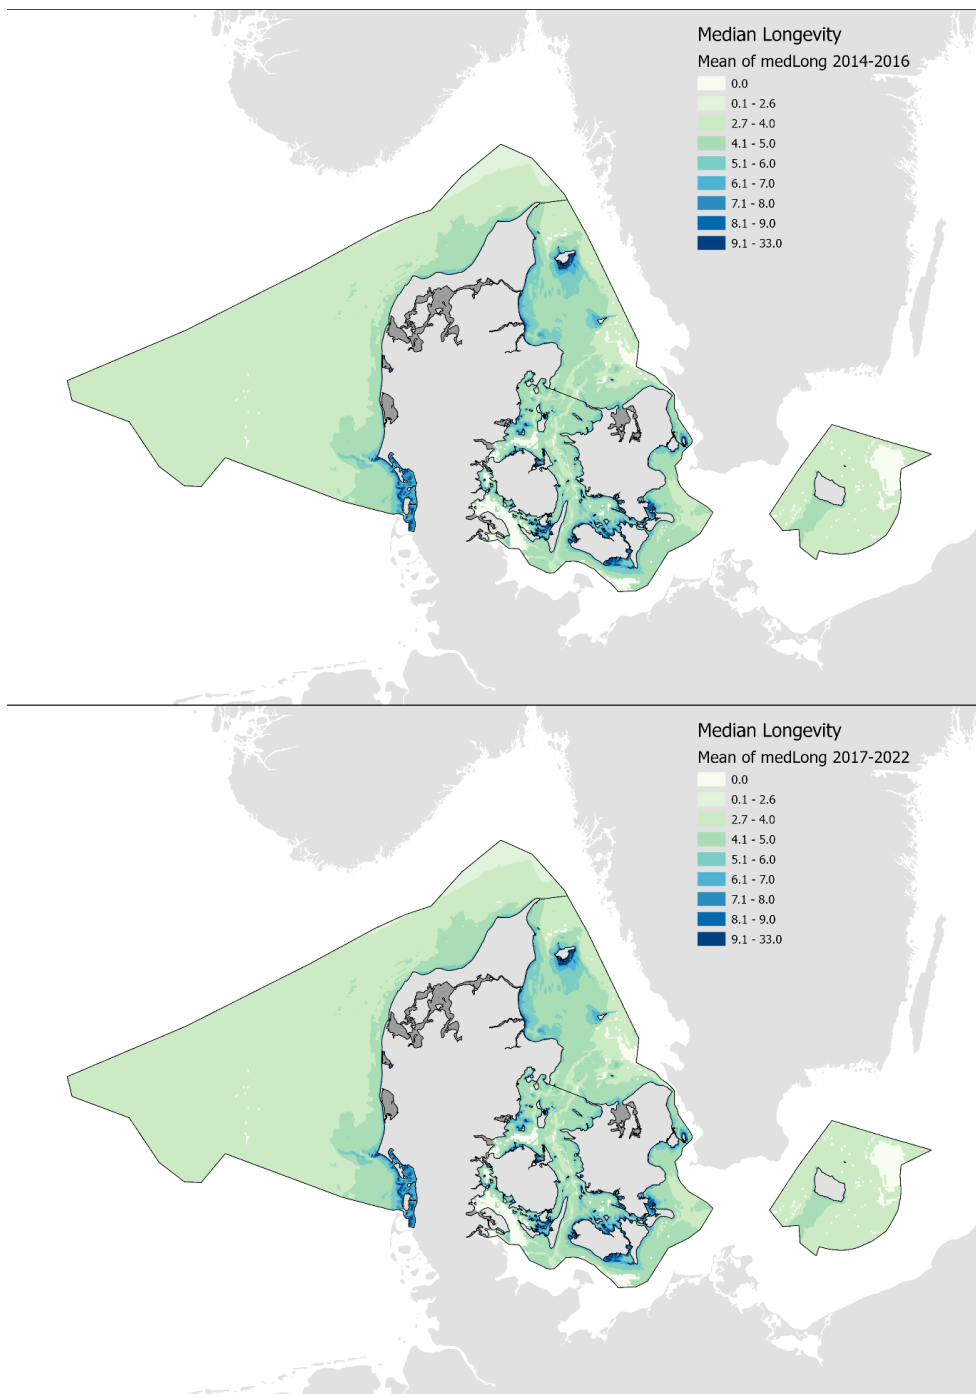 Median Longevity
Mean of medLong 2014-2016
0.0
0.1 - 2.6
2.7 - 4.0
4.1 - 5.0
5.1 - 6.0
6.1 - 7.0
7.1 - 8.0
8.1 - 9.0
9.1 - 33.0
Median Longevity
Mean of medLong 2017-2022
0.0
0.1 - 2.6
2.7 - 4.0
4.1 - 5.0
5.1 - 6.0
6.1 - 7.0
7.1 - 8.0
8.1 - 9.0
9.1 - 33.0